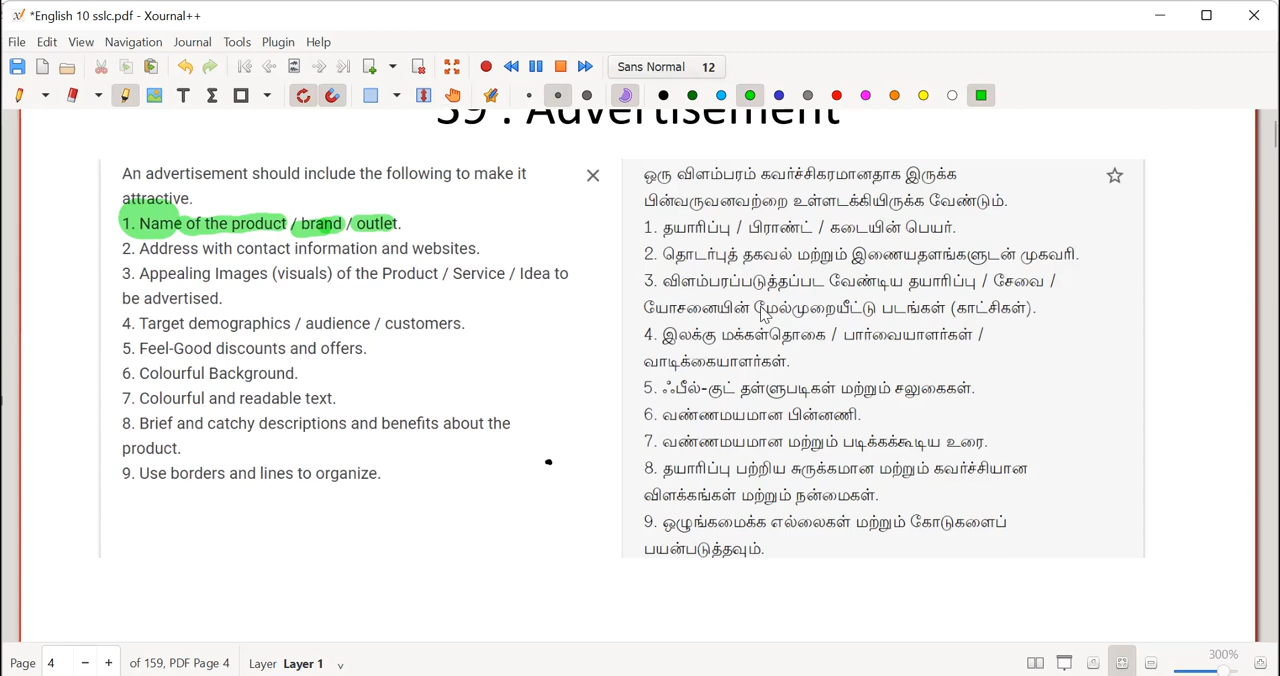 *English 10 sslc.pdf - Xournal++
File Edit View Navigation Journal Tools Plugin Help
Sans Normal 12
39 : Advertisement
An advertisement should include the following to make it
attractive.
1. Name of the product / brand / outlet.
2. Address with contact information and websites.
3. Appealing Images (visuals) of the Product / Service / Idea to
be advertised.
4. Target demographics / audience / customers.
5. Feel-Good discounts and offers.
6. Colourful Background.
7. Colourful and readable text.
8. Brief and catchy descriptions and benefits about the
product.
9. Use borders and lines to organize.
ஒரு விளம்பரம் கவர்ச்சிகரமானதாக இருக்க
பின்வருவனவற்றை உள்ளடக்கியிருக்க வேண்டும்.
1. தயாரிப்பு / பிராண்ட் / கடையின் பெயர்.
2. தொடர்புத் தகவல் மற்றும் இணையதளங்களுடன் முகவரி.
3. விளம்பரப்படுத்தப்பட வேண்டிய தயாரிப்பு / சேவை /
யோசனையின் மேல்முறையீட்டு படங்கள் (காட்சிகள்).
4. இலக்கு மக்கள்தொகை / பார்வையாளர்கள் /
வாடிக்கையாளர்கள்.
5. ஃபீல்-குட் தள்ளுபடிகள் மற்றும் சலுகைகள்.
6. வண்ணமயமான பின்னணி.
7. வண்ணமயமான மற்றும் படிக்கக்கூடிய உரை.
8. தயாரிப்பு பற்றிய சுருக்கமான மற்றும் கவர்ச்சியான
விளக்கங்கள் மற்றும் நன்மைகள்.
9. ஒழுங்கமைக்க எல்லைகள் மற்றும் கோடுகளைப்
பயன்படுத்தவும்.
Page 4 - + of 159, PDF Page 4 Layer Layer 1 300%